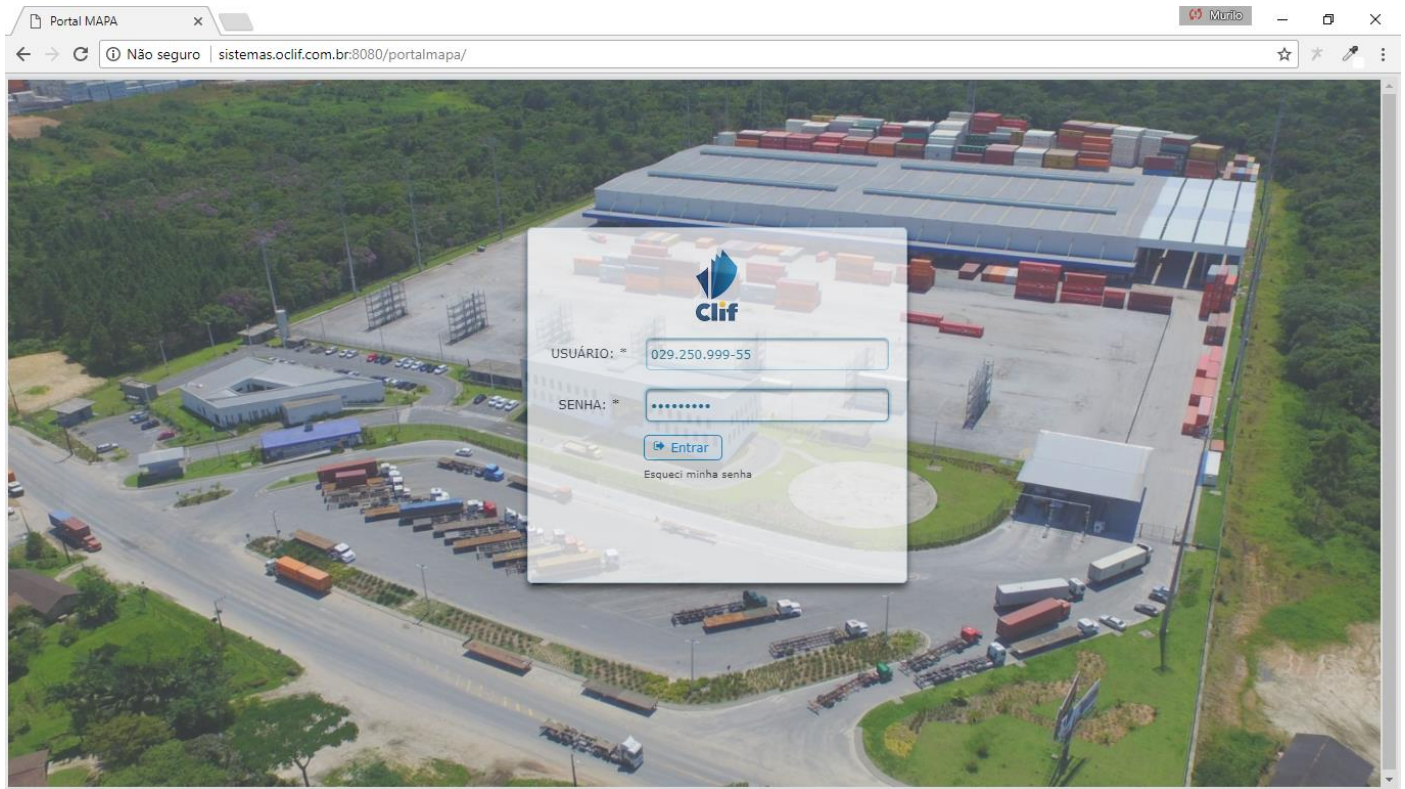 Portal MAPA
Murilo
Não seguro sistemas.oclif.com.br:8080/portalmapa/
Clif
USUÁRIO: * 029.250.999-55
SENHA: * •••••••••
Entrar
Esqueci minha senha